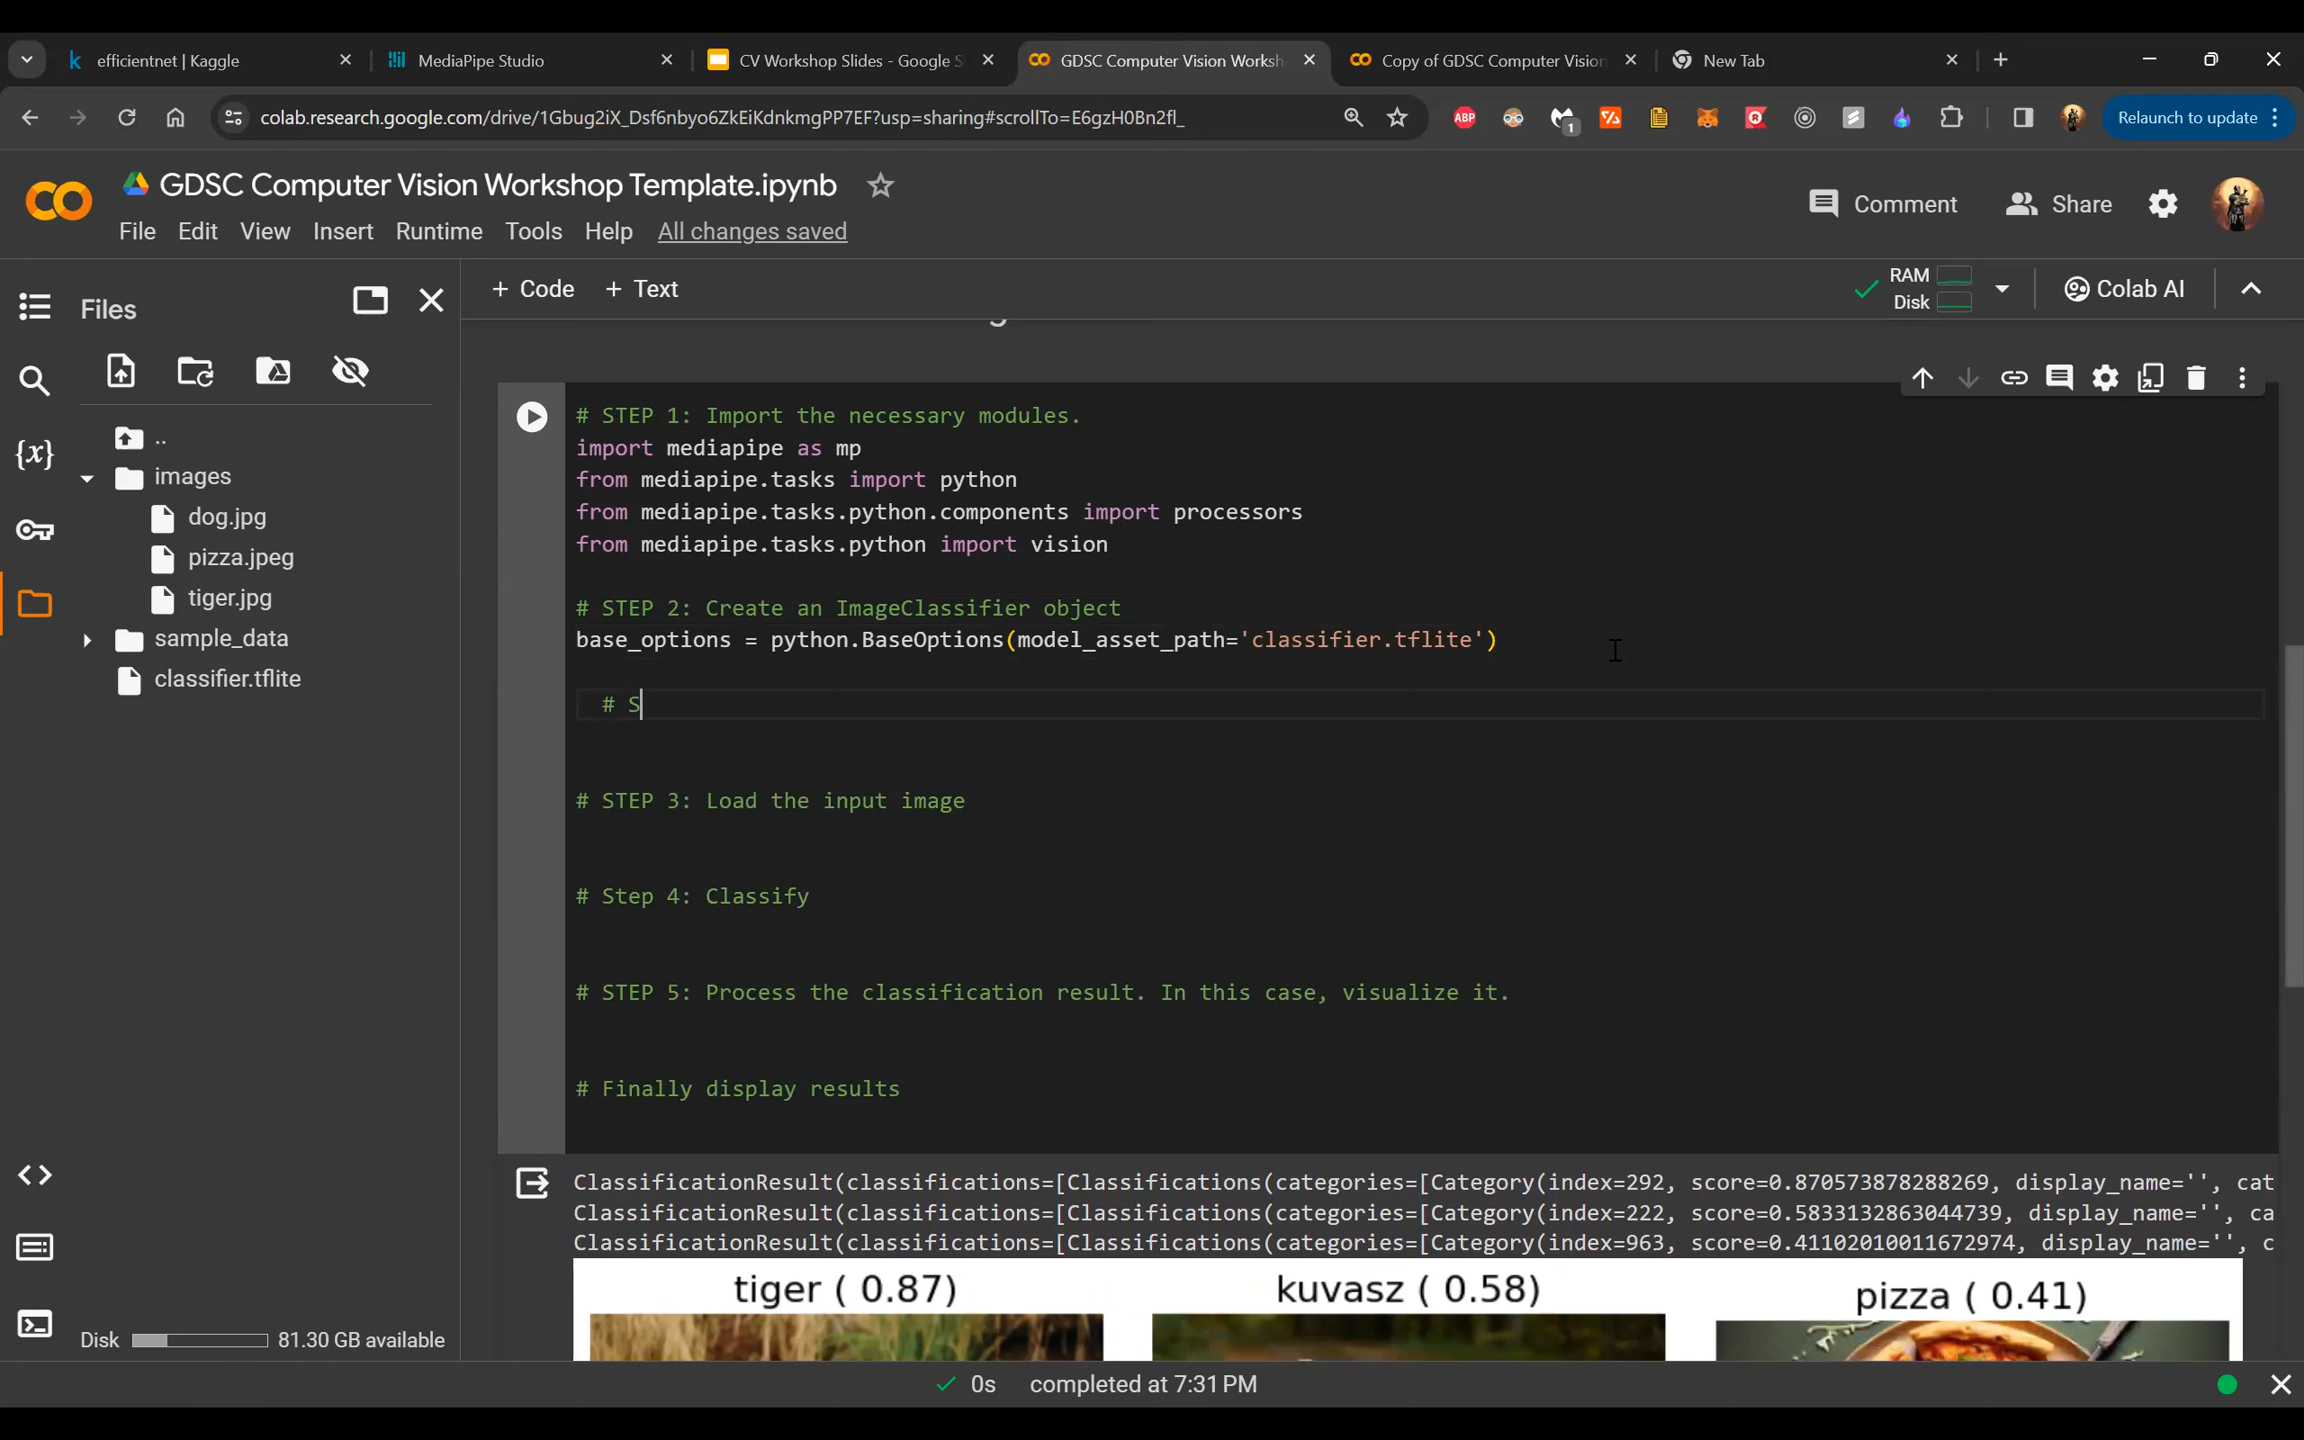 efficientnet | Kaggle
MediaPipe Studio
CV Workshop Slides - Google S
GDSC Computer Vision Worksh
Copy of GDSC Computer Vision
New Tab
colab.research.google.com/drive/1Gbug2iX_Dsf6nbyo6ZkEiKdnkmgPP7EF?usp=sharing#scrollTo=E6gzH0Bn2fl_
ABP
1
Relaunch to update
GDSC Computer Vision Workshop Template.ipynb
Comment
Share
File Edit View Insert Runtime Tools Help All changes saved
Files
+ Code + Text
RAM
Disk
Colab AI
..
images
dog.jpg
pizza.jpeg
tiger.jpg
sample_data
classifier.tflite
{x}
# STEP 1: Import the necessary modules.
import mediapipe as mp
from mediapipe.tasks import python
from mediapipe.tasks.python.components import processors
from mediapipe.tasks.python import vision
# STEP 2: Create an ImageClassifier object
base_options = python.BaseOptions(model_asset_path='classifier.tflite')
# S
# STEP 3: Load the input image
# Step 4: Classify
# STEP 5: Process the classification result. In this case, visualize it.
# Finally display results
ClassificationResult(classifications=[Classifications(categories=[Category(index=292, score=0.870573878288269, display_name='', cat
ClassificationResult(classifications=[Classifications(categories=[Category(index=222, score=0.5833132863044739, display_name='', ca
ClassificationResult(classifications=[Classifications(categories=[Category(index=963, score=0.41102010011672974, display_name='', c
tiger ( 0.87)
kuvasz ( 0.58)
pizza ( 0.41)
Disk 81.30 GB available
0s completed at 7:31 PM